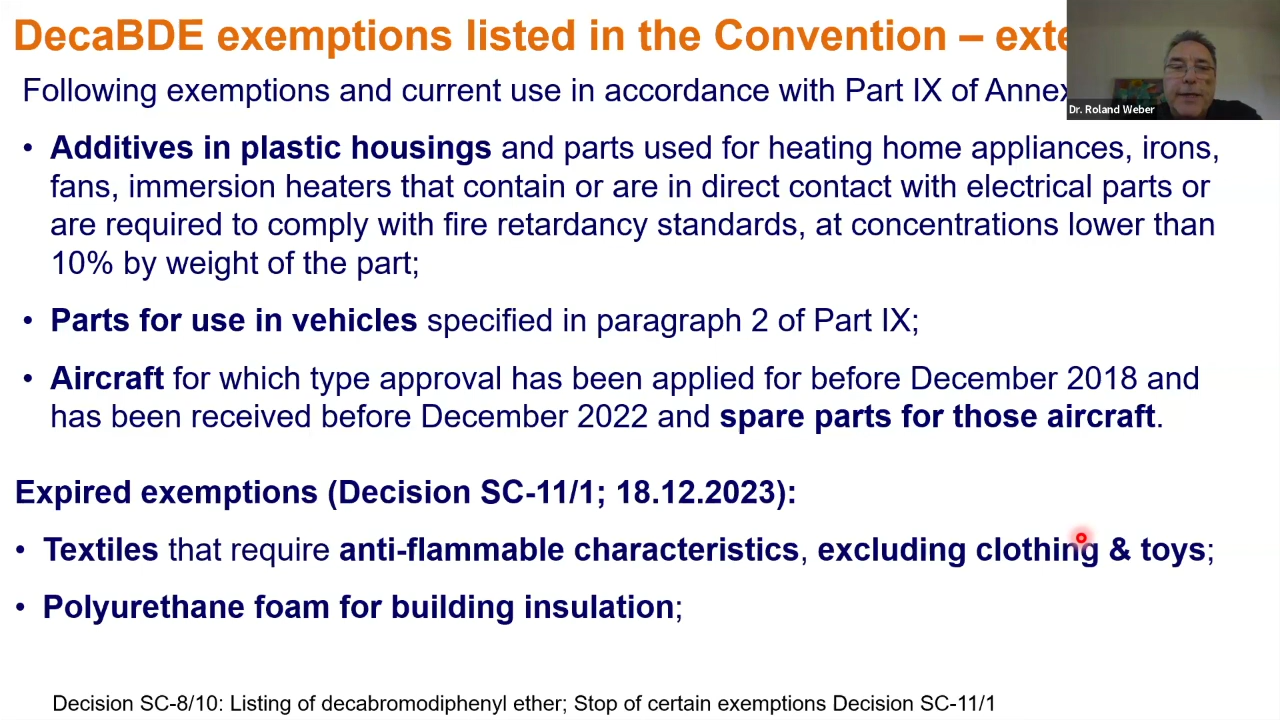 DecaBDE exemptions listed in the Convention – exte
Following exemptions and current use in accordance with Part IX of Annex
Dr. Roland Weber
• Additives in plastic housings and parts used for heating home appliances, irons,
fans, immersion heaters that contain or are in direct contact with electrical parts or
are required to comply with fire retardancy standards, at concentrations lower than
10% by weight of the part;
• Parts for use in vehicles specified in paragraph 2 of Part IX;
• Aircraft for which type approval has been applied for before December 2018 and
has been received before December 2022 and spare parts for those aircraft.
Expired exemptions (Decision SC-11/1; 18.12.2023):
• Textiles that require anti-flammable characteristics, excluding clothing & toys;
• Polyurethane foam for building insulation;
Decision SC-8/10: Listing of decabromodiphenyl ether; Stop of certain exemptions Decision SC-11/1